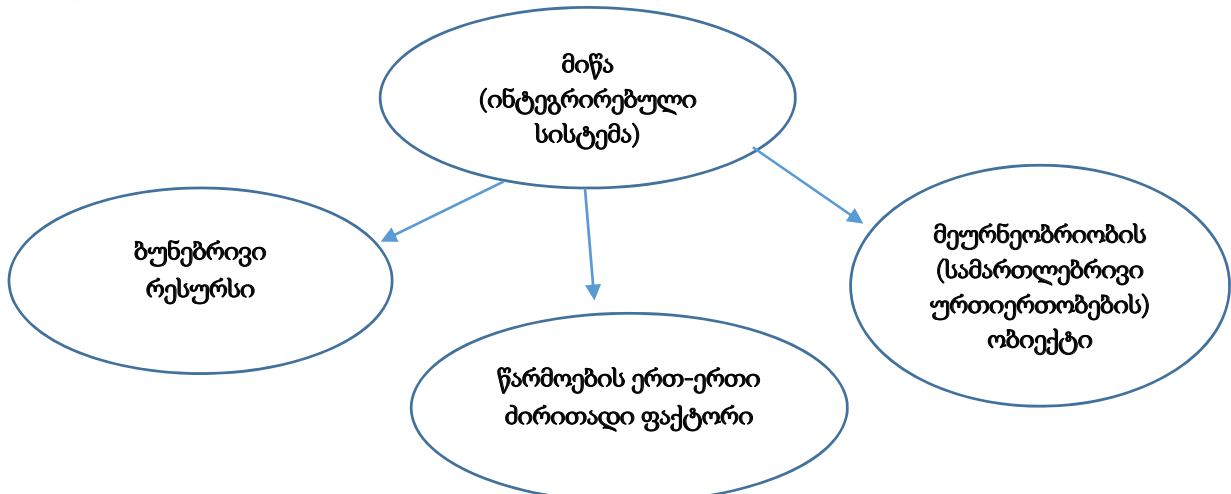 მიწა
(ინტეგრირებული
სისტემა)
ბუნებრივი
რესურსი
წარმოების ერთ-ერთი
ძირითადი ფაქტორი
მეურნეობრიობის
(სამართლებრივი
ურთიერთობების)
ობიექტი